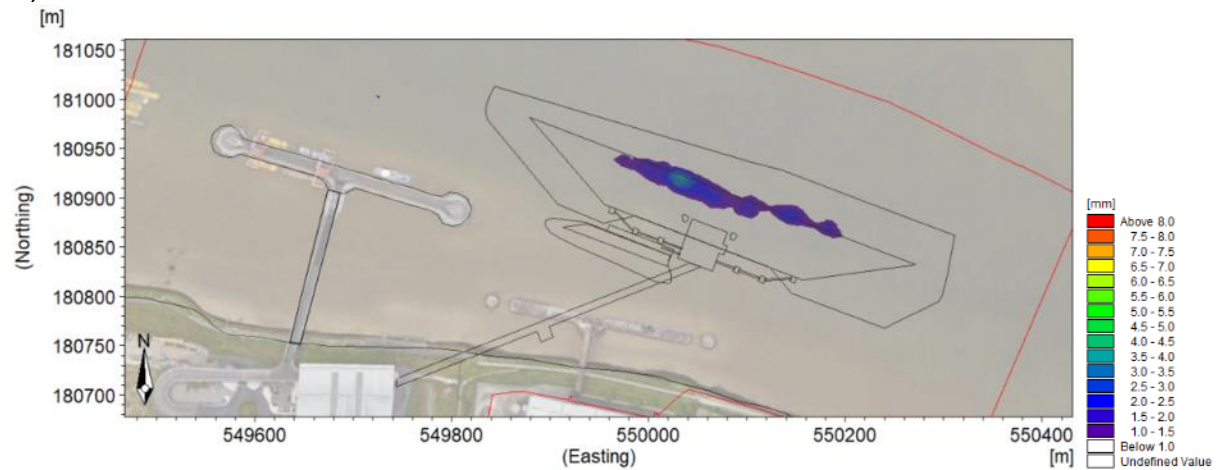 [m]
181050
181000
180950
180900
180850
180800
180750
180700
(Northing)
N
549600 549800 550000 550200 550400
(Easting) [m]
[mm]
Above 8.0
7.5 - 8.0
7.0 - 7.5
6.5 - 7.0
6.0 - 6.5
5.5 - 6.0
5.0 - 5.5
4.5 - 5.0
4.0 - 4.5
3.5 - 4.0
3.0 - 3.5
2.5 - 3.0
2.0 - 2.5
1.5 - 2.0
1.0 - 1.5
Below 1.0
Undefined Value